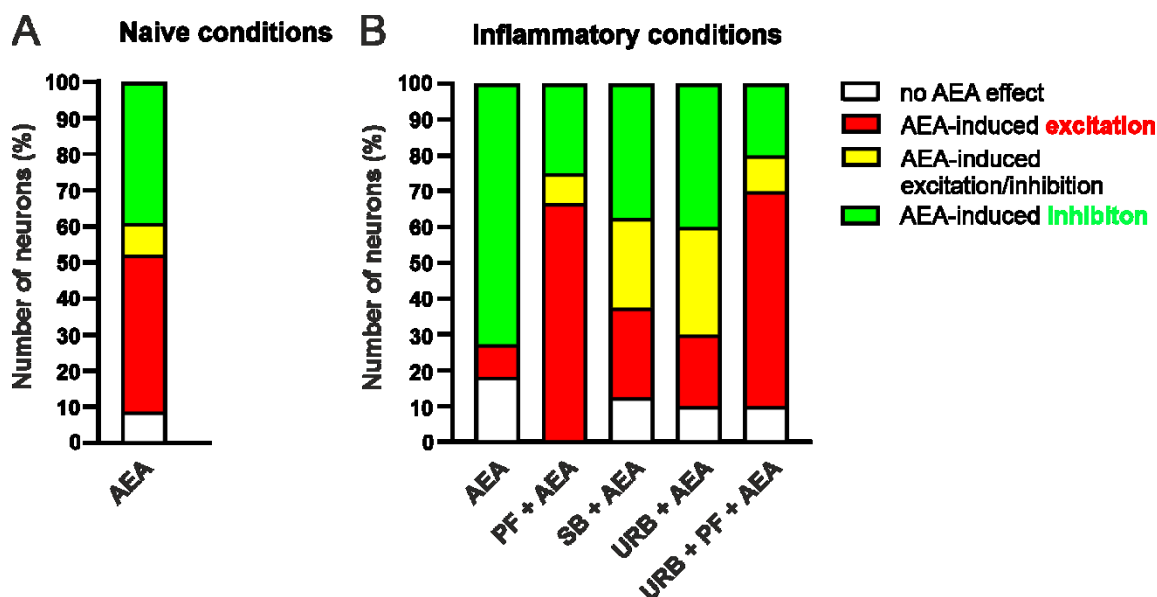 A
Naive conditions
B
Inflammatory conditions
Number of neurons (%)
100
90
80
70
60
50
40
30
20
10
0
AEA
Number of neurons (%)
100
90
80
70
60
50
40
30
20
10
0
AEA
PF + AEA
SB + AEA
URB + AEA
URB + PF + AEA
no AEA effect
AEA-induced excitation
AEA-induced
excitation/inhibition
AEA-induced inhibiton